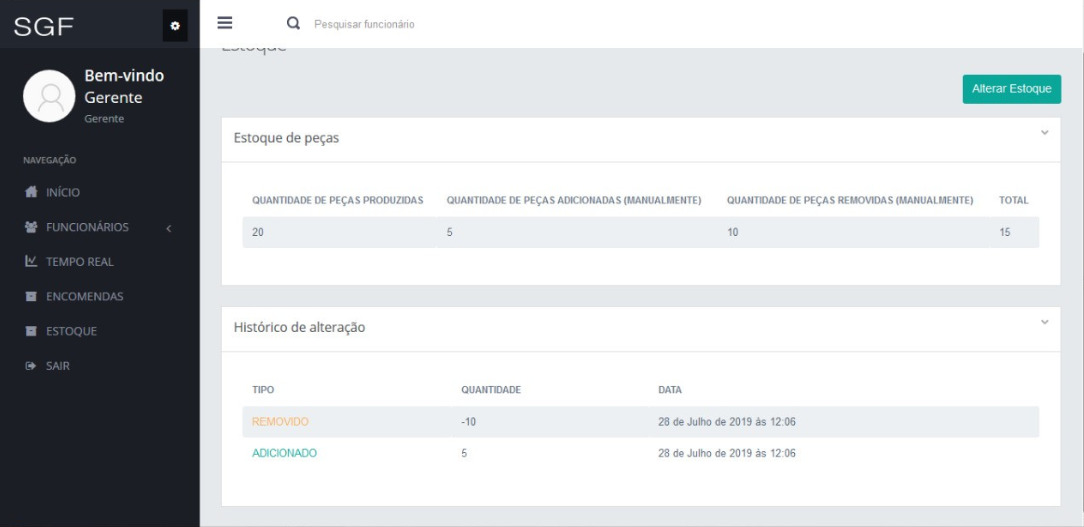 SGF
Pesquisar funcionário
Bem-vindo
Gerente
Gerente
NAVEGAÇÃO
INÍCIO
FUNCIONÁRIOS
TEMPO REAL
ENCOMENDAS
ESTOQUE
SAIR
Estoque
Alterar Estoque
Estoque de peças
QUANTIDADE DE PEÇAS PRODUZIDAS QUANTIDADE DE PEÇAS ADICIONADAS (MANUALMENTE) QUANTIDADE DE PEÇAS REMOVIDAS (MANUALMENTE) TOTAL
20 5 10 15
Histórico de alteração
TIPO QUANTIDADE DATA
REMOVIDO -10 28 de Julho de 2019 às 12:06
ADICIONADO 5 28 de Julho de 2019 às 12:06